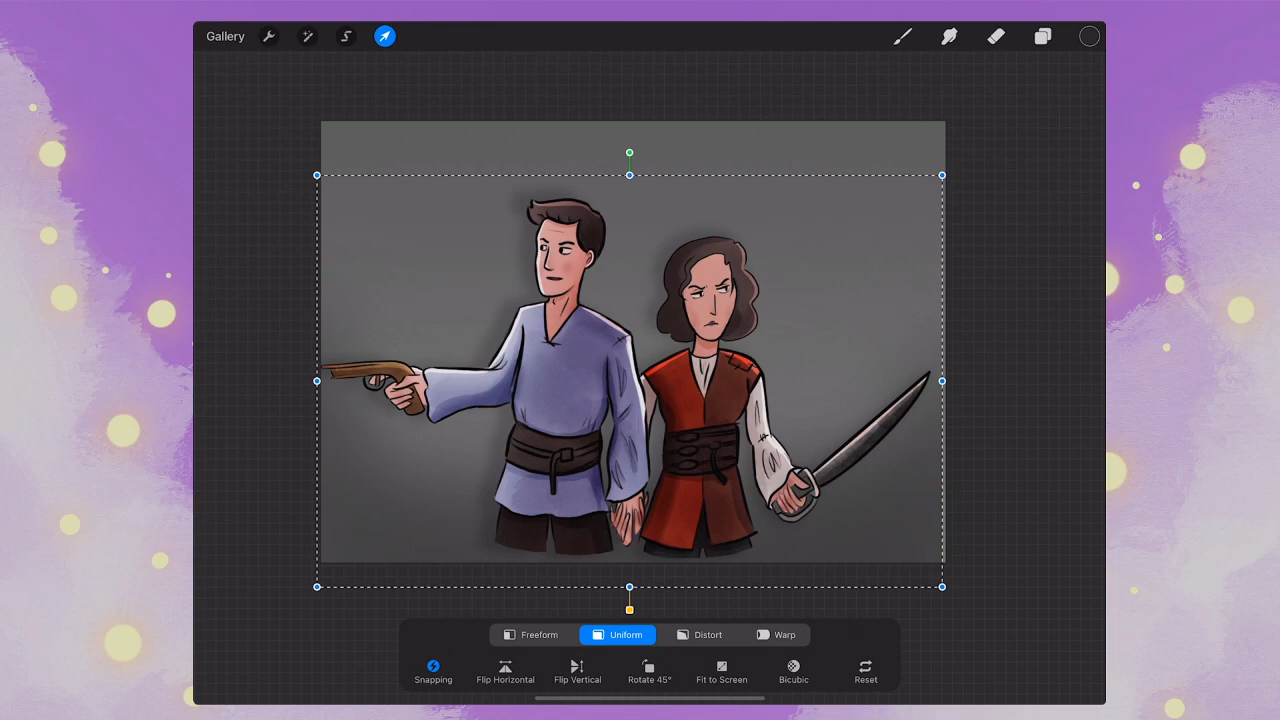 Gallery
Freeform Uniform Distort Warp
Snapping Flip Horizontal Flip Vertical Rotate 45° Fit to Screen Bicubic Reset